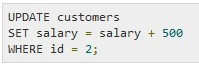 UPDATE customers
SET salary = salary + 500
WHERE id = 2;